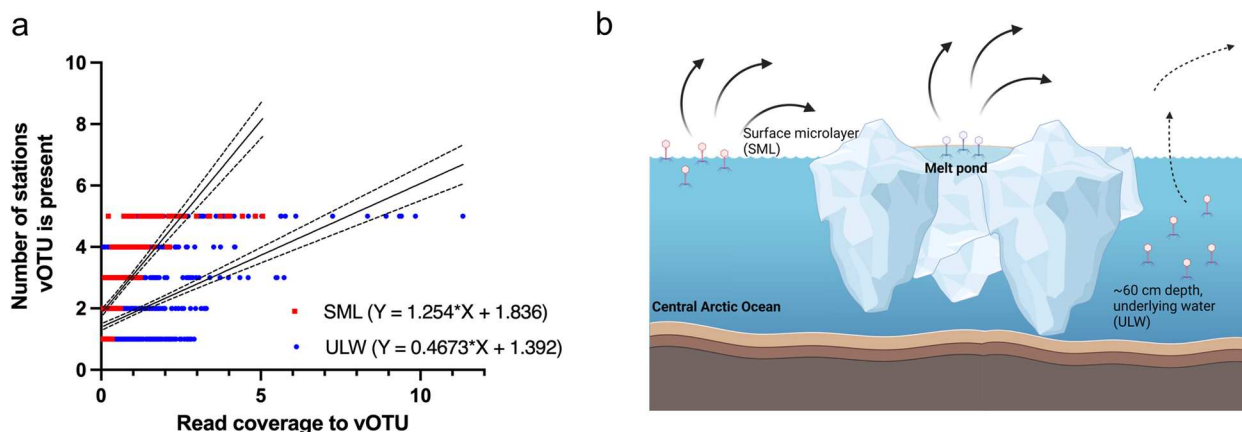 a
Number of stations
vOTU is present
10
8
6
4
2
0
0
5
10
SML (Y = 1.254*X + 1.836)
ULW (Y = 0.4673*X + 1.392)
Read coverage to vOTU
b
Surface microlayer
(SML)
Melt pond
Central Arctic Ocean
~60 cm depth,
underlying water
(ULW)